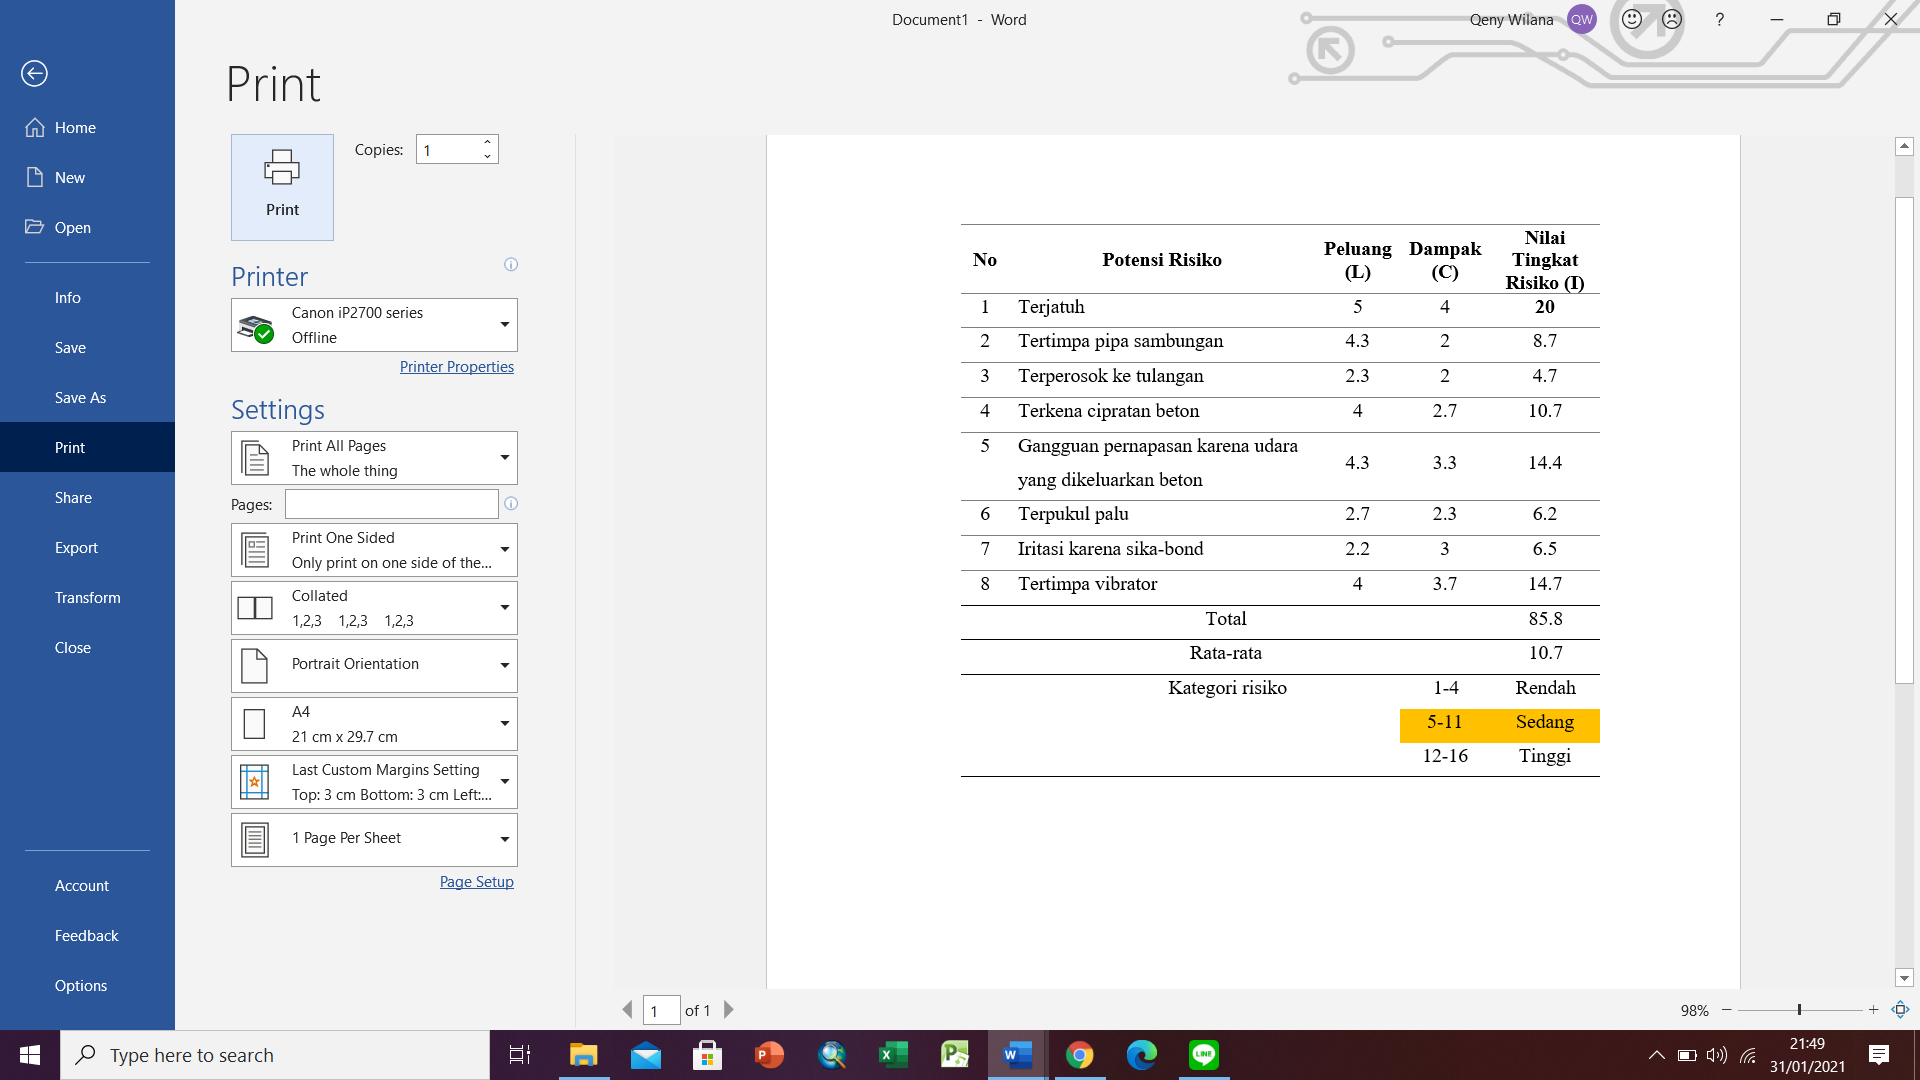 Document1 - Word
Qeny Wilana
QW
?
Print
Home
New
Open
Info
Save
Save As
Print
Share
Export
Transform
Close
Account
Feedback
Options
Print
Copies: 1
Printer
Canon iP2700 series
Offline
Printer Properties
Settings
Print All Pages
The whole thing
Pages:
Print One Sided
Only print on one side of the...
Collated
1,2,3 1,2,3 1,2,3
Portrait Orientation
A4
21 cm x 29.7 cm
Last Custom Margins Setting
Top: 3 cm Bottom: 3 cm Left:...
1 Page Per Sheet
Page Setup
No Potensi Risiko Peluang (L) Dampak (C) Nilai Tingkat Risiko (I)
1 Terjatuh 5 4 20
2 Tertimpa pipa sambungan 4.3 2 8.7
3 Terperosok ke tulangan 2.3 2 4.7
4 Terkena cipratan beton 4 2.7 10.7
5 Gangguan pernapasan karena udara
yang dikeluarkan beton 4.3 3.3 14.4
6 Terpukul palu 2.7 2.3 6.2
7 Iritasi karena sika-bond 2.2 3 6.5
8 Tertimpa vibrator 4 3.7 14.7
Total 85.8
Rata-rata 10.7
Kategori risiko 1-4 Rendah
5-11 Sedang
12-16 Tinggi
1 of 1
98%
Type here to search
LINE
21:49
31/01/2021